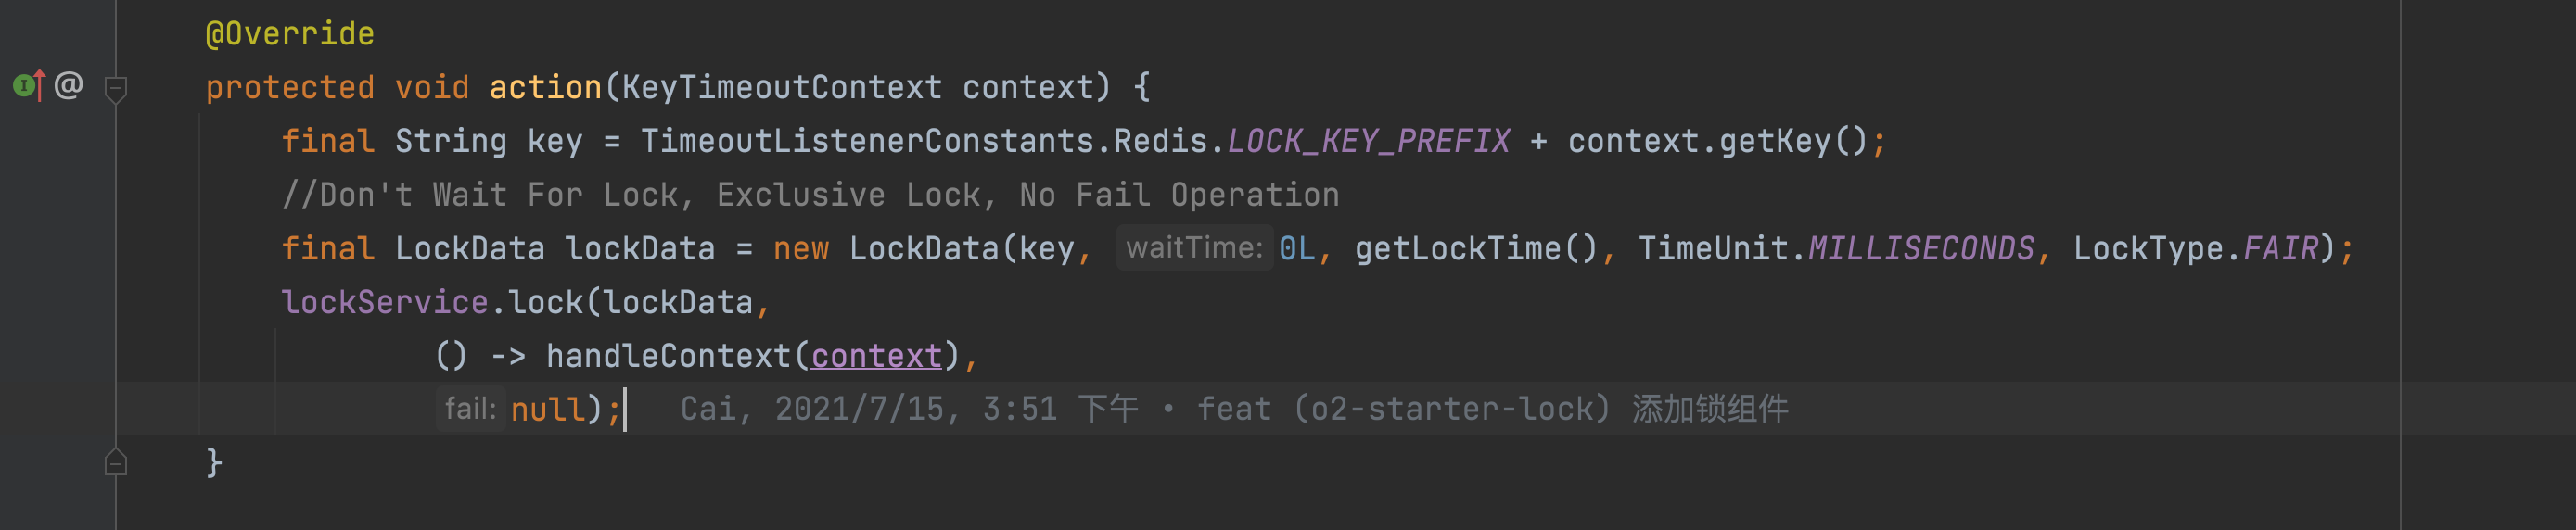 @Override
@ protected void action(KeyTimeoutContext context) {
final String key = TimeoutListenerConstants.Redis.LOCK_KEY_PREFIX + context.getKey();
//Don't Wait For Lock, Exclusive Lock, No Fail Operation
final LockData lockData = new LockData(key, waitTime: 0L, getLockTime(), TimeUnit.MILLISECONDS, LockType.FAIR);
lockService.lock(lockData,
() -> handleContext(context),
fail: null); Cai, 2021/7/15, 3:51 下午 • feat (o2-starter-lock) 添加锁组件
}